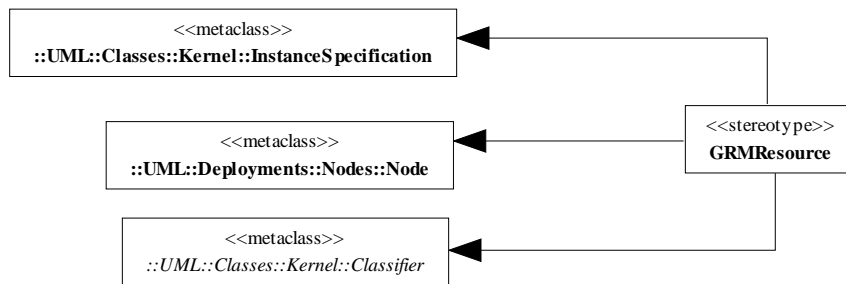 <<metaclass>>
::UML::Classes::Kernel::InstanceSpecification
<<stereotype>>
GRMResource
<<metaclass>>
::UML::Deployments::Nodes::Node
<<metaclass>>
::UML::Classes::Kernel::Classifier